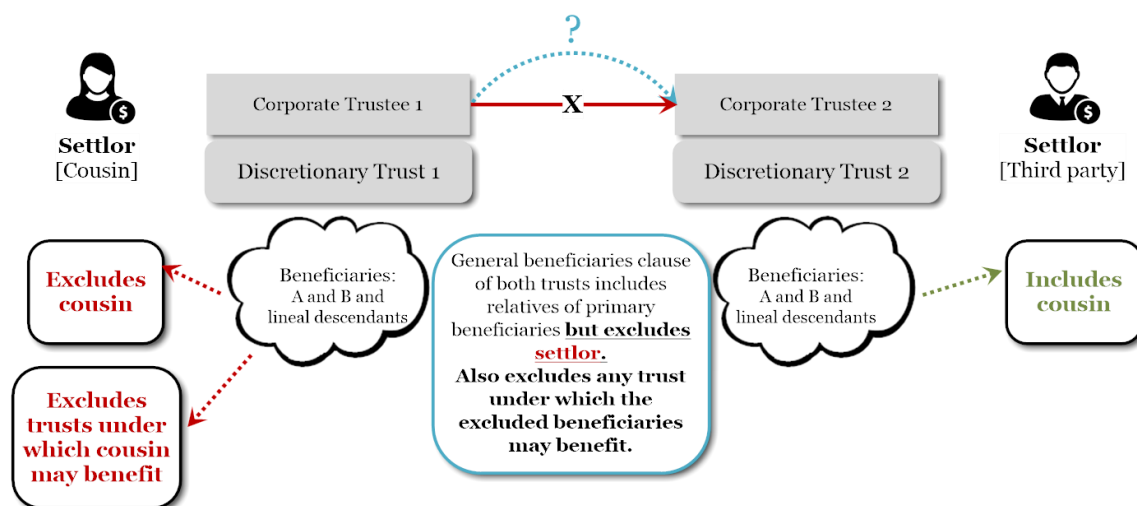 ?
$
Settlor
[Cousin]
Corporate Trustee 1
X
Corporate Trustee 2
$
Settlor
[Third party]
Discretionary Trust 1
Discretionary Trust 2
Excludes
cousin
Beneficiaries:
A and B and
lineal descendants
General beneficiaries clause
of both trusts includes
relatives of primary
beneficiaries but excludes
settlor.
Also excludes any trust
under which the
excluded beneficiaries
may benefit.
Beneficiaries:
A and B and
lineal descendants
Includes
cousin
Excludes
trusts under
which cousin
may benefit